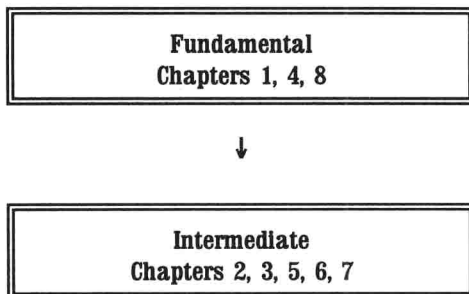 Fundamental
Chapters 1, 4, 8
Intermediate
Chapters 2, 3, 5, 6, 7